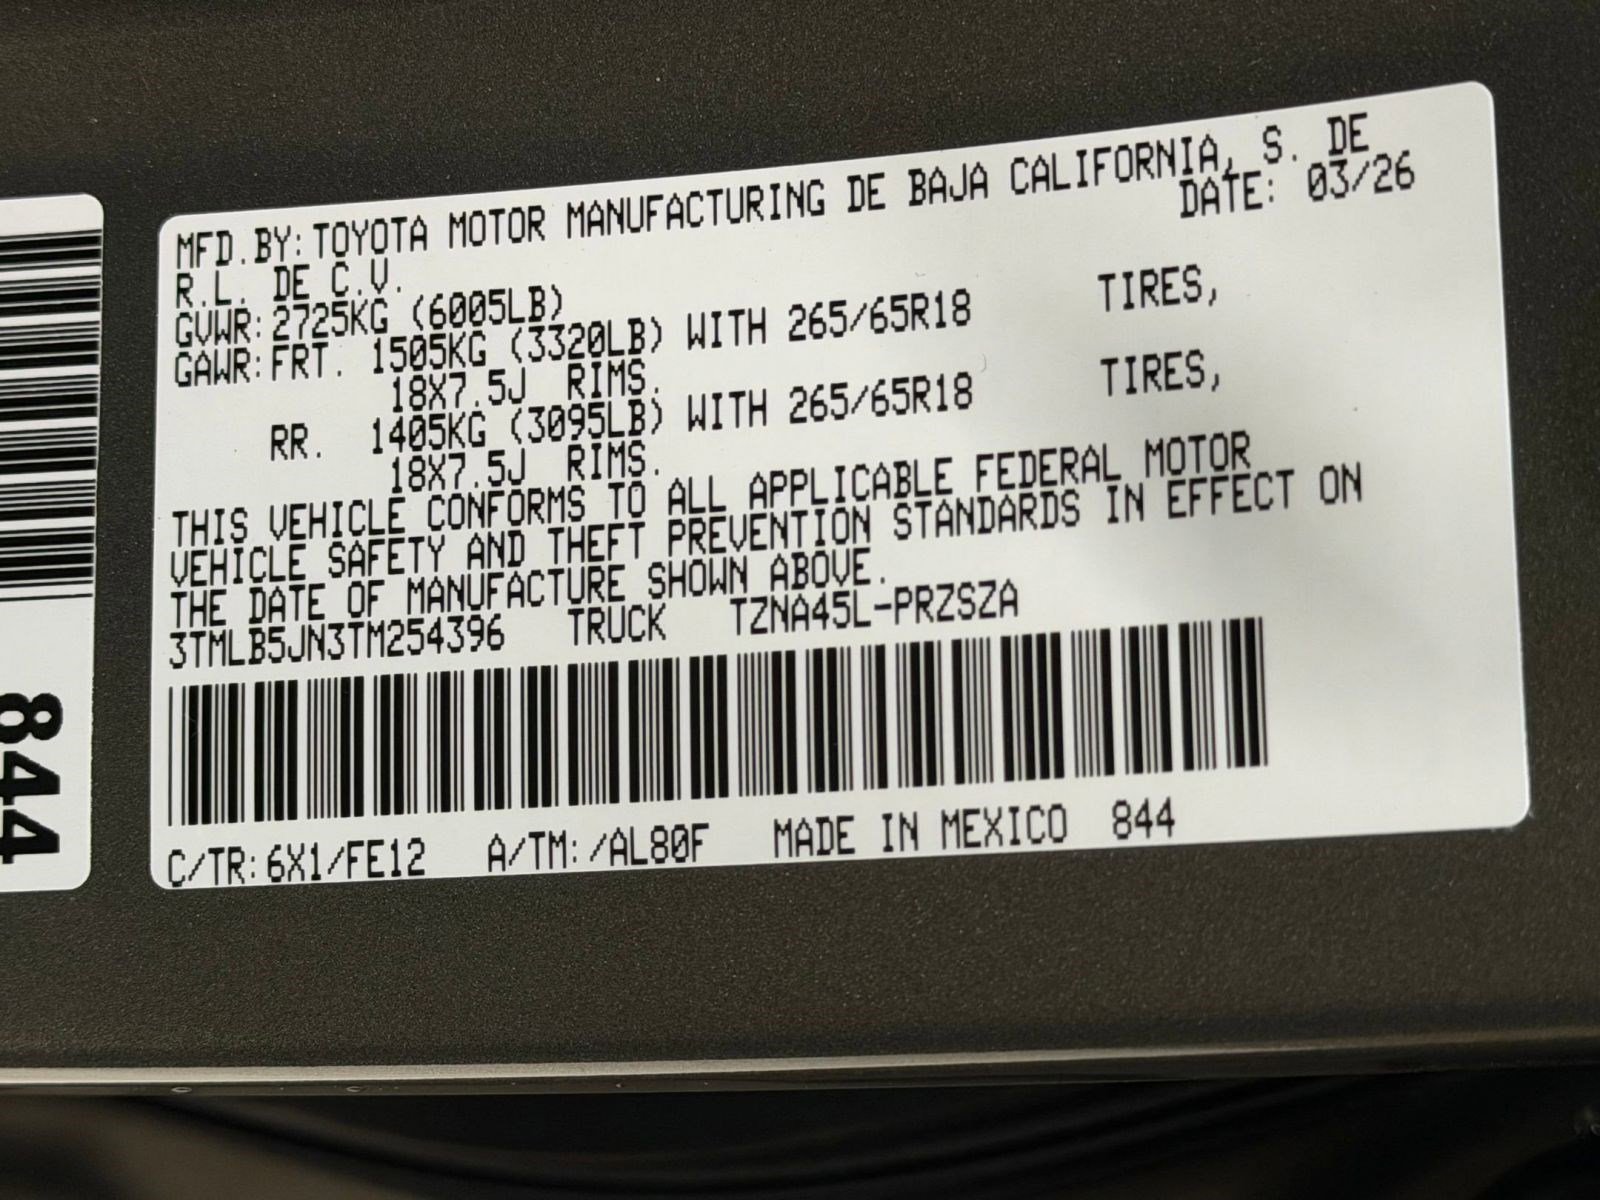 MFD.BY:TOYOTA MOTOR MANUFACTURING DE BAJA CALIFORNIA, S. DE
R.L. DE C.V. DATE: 03/26
GVWR:2725KG (6005LB)
GAWR:FRT. 1505KG (3320LB) WITH 265/65R18 TIRES,
18X7.5J RIMS.
RR. 1405KG (3095LB) WITH 265/65R18 TIRES,
18X7.5J RIMS.
THIS VEHICLE CONFORMS TO ALL APPLICABLE FEDERAL MOTOR
VEHICLE SAFETY AND THEFT PREVENTION STANDARDS IN EFFECT ON
THE DATE OF MANUFACTURE SHOWN ABOVE.
3TMLB5JN3TM254396 TRUCK TZNA45L-PRZSZA
C/TR:6X1/FE12 A/TM:/AL80F MADE IN MEXICO 844
844